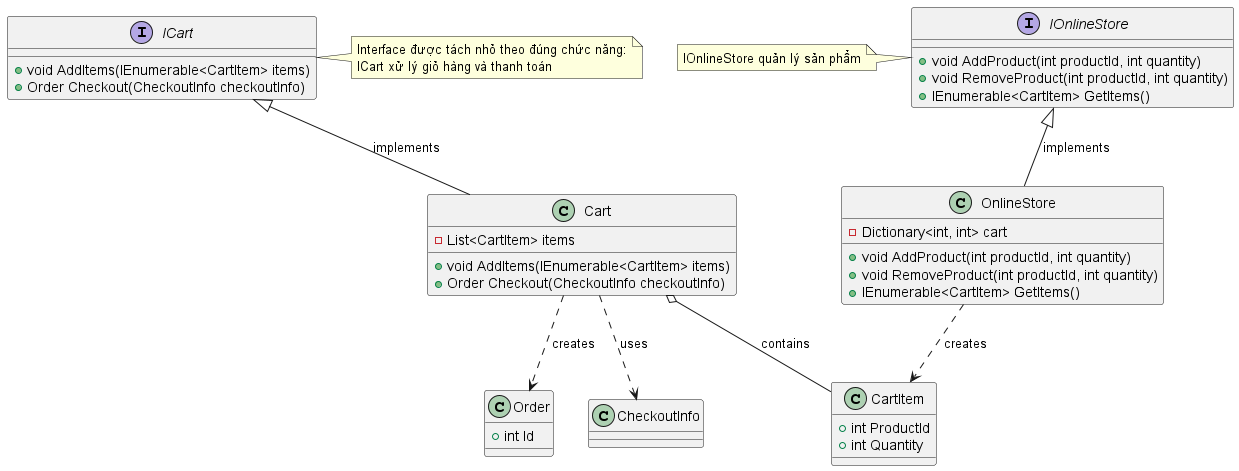 ICart
void AddItems(IEnumerable<CartItem> items)
Order Checkout(CheckoutInfo checkoutInfo)
Interface được tách nhỏ theo đúng chức năng:
ICart xử lý giỏ hàng và thanh toán
IOnlineStore quản lý sản phẩm
IOnlineStore
void AddProduct(int productId, int quantity)
void RemoveProduct(int productId, int quantity)
IEnumerable<CartItem> GetItems()
implements
implements
Cart
List<CartItem> items
void AddItems(IEnumerable<CartItem> items)
Order Checkout(CheckoutInfo checkoutInfo)
OnlineStore
Dictionary<int, int> cart
void AddProduct(int productId, int quantity)
void RemoveProduct(int productId, int quantity)
IEnumerable<CartItem> GetItems()
creates
uses
contains
creates
Order
int Id
CheckoutInfo
CartItem
int ProductId
int Quantity